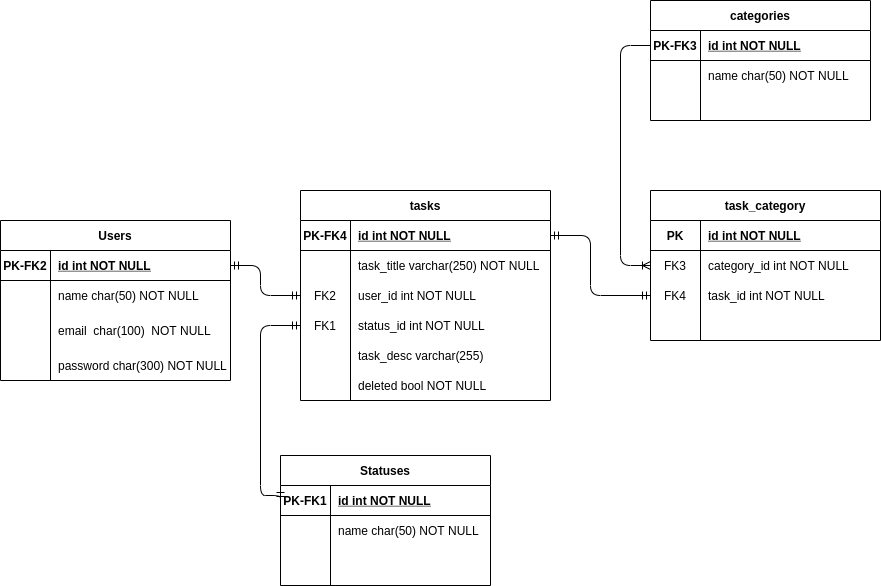 categories
PK-FK3 id int NOT NULL
name char(50) NOT NULL
tasks
PK-FK4 id int NOT NULL
task_title varchar(250) NOT NULL
FK2 user_id int NOT NULL
FK1 status_id int NOT NULL
task_desc varchar(255)
deleted bool NOT NULL
task_category
PK id int NOT NULL
FK3 category_id int NOT NULL
FK4 task_id int NOT NULL
Users
PK-FK2 id int NOT NULL
name char(50) NOT NULL
email  char(100)  NOT NULL
password char(300) NOT NULL
Statuses
PK-FK1 id int NOT NULL
name char(50) NOT NULL